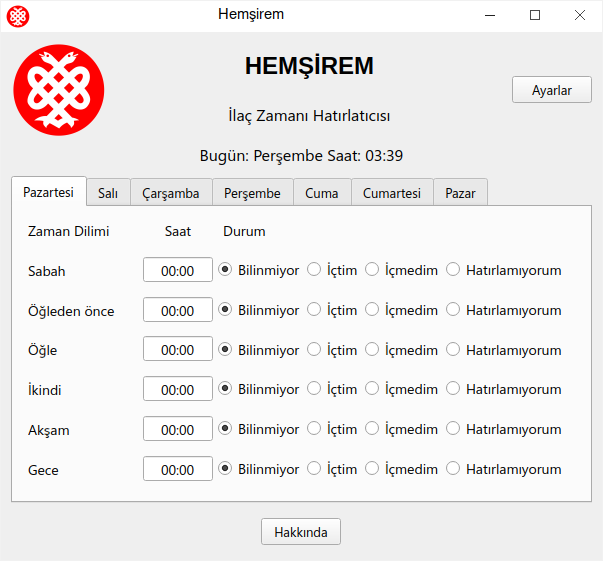 Hemşirem
HEMŞİREM
Ayarlar
İlaç Zamanı Hatırlatıcısı
Bugün: Perşembe Saat: 03:39
Pazartesi Salı Çarşamba Perşembe Cuma Cumartesi Pazar
Zaman Dilimi Saat Durum
Sabah 00:00 Bilinmiyor İçtim İçmedim Hatırlamıyorum
Öğleden önce 00:00 Bilinmiyor İçtim İçmedim Hatırlamıyorum
Öğle 00:00 Bilinmiyor İçtim İçmedim Hatırlamıyorum
İkindi 00:00 Bilinmiyor İçtim İçmedim Hatırlamıyorum
Akşam 00:00 Bilinmiyor İçtim İçmedim Hatırlamıyorum
Gece 00:00 Bilinmiyor İçtim İçmedim Hatırlamıyorum
Hakkında